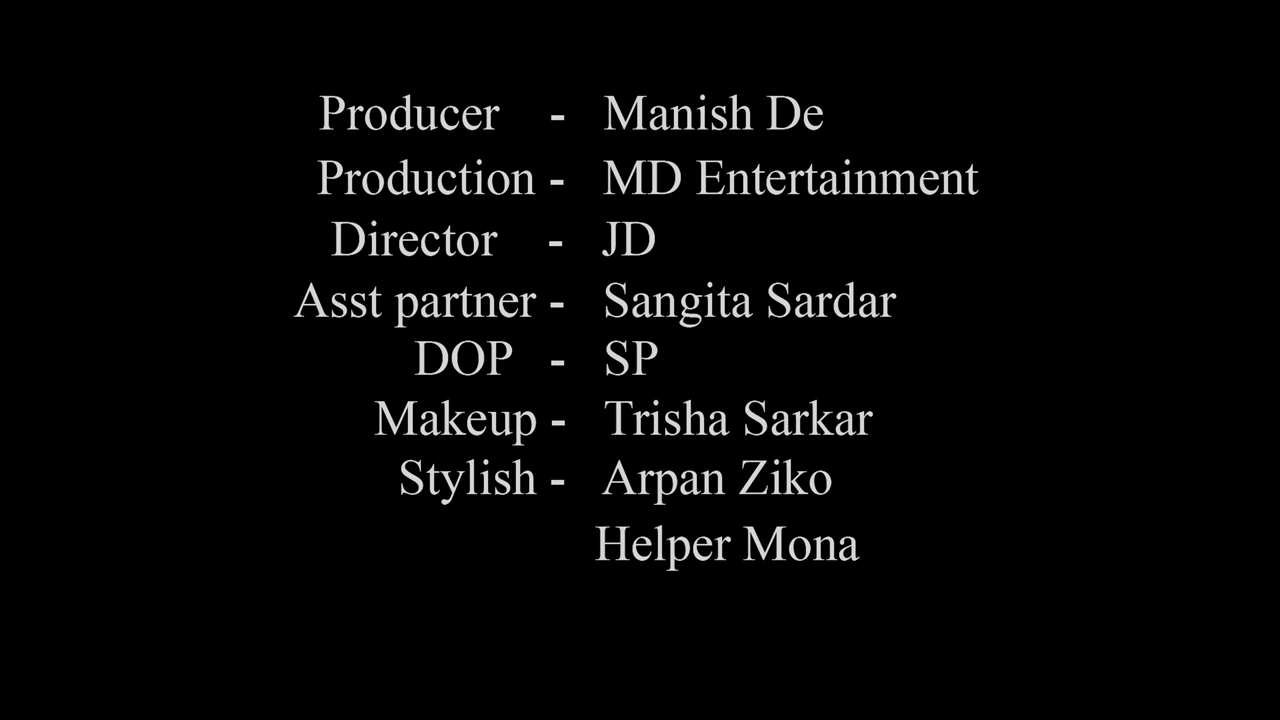 Producer - Manish De
Production - MD Entertainment
Director - JD
Asst partner - Sangita Sardar
DOP - SP
Makeup - Trisha Sarkar
Stylish - Arpan Ziko
Helper Mona